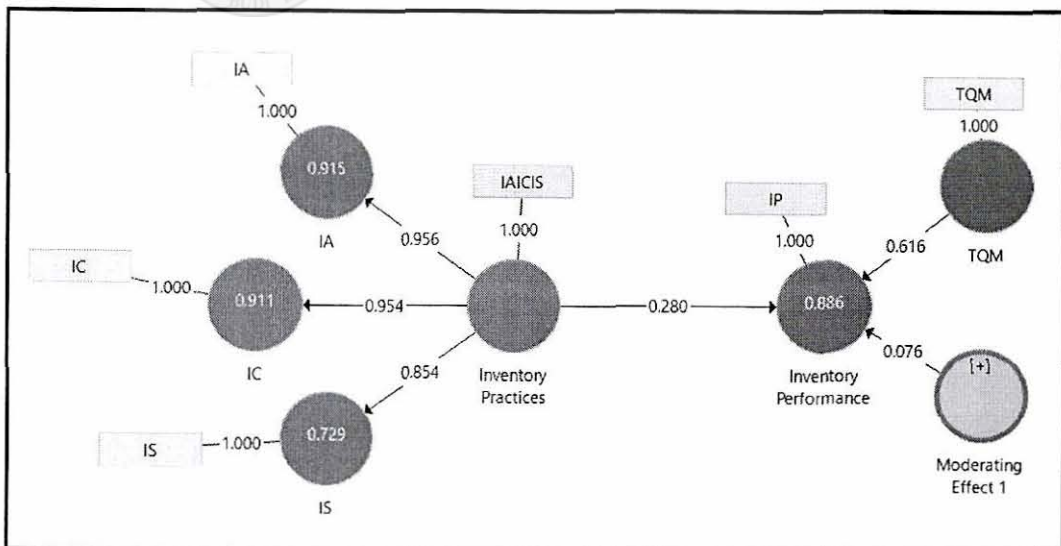 IA
1.000
0.915
IA
IC
1.000
0.911
IC
IS
1.000
0.729
IS
0.956
0.954
0.854
IAICIS
1.000
Inventory
Practices
0.280
IP
1.000
0.886
Inventory
Performance
TQM
1.000
TQM
0.616
0.076
[+]
Moderating
Effect 1